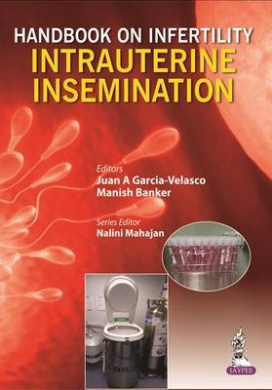 HANDBOOK ON INFERTILITY
INTRAUTERINE
INSEMINATION
Editors
Juan A Garcia-Velasco
Manish Banker
Series Editor
Nalini Mahajan
JAYPEE